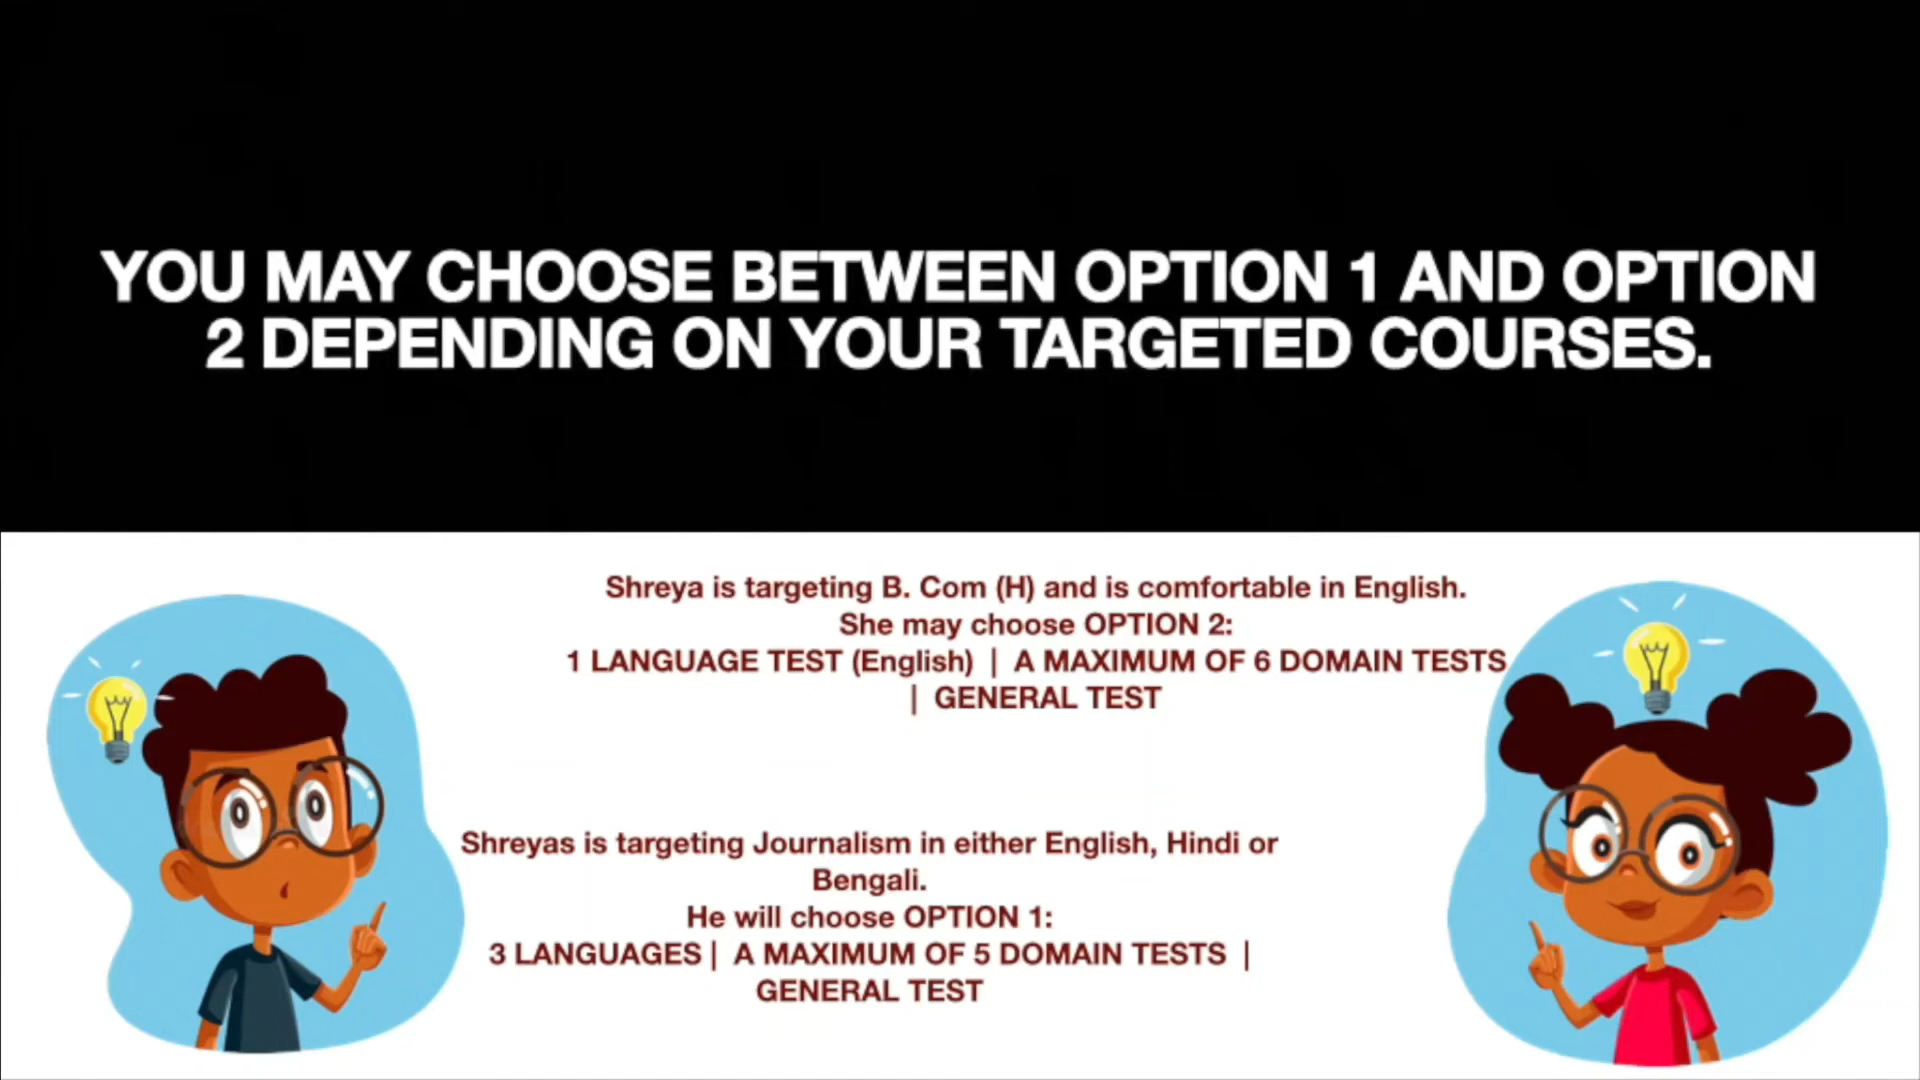 YOU MAY CHOOSE BETWEEN OPTION 1 AND OPTION
2 DEPENDING ON YOUR TARGETED COURSES.
Shreya is targeting B. Com (H) and is comfortable in English.
She may choose OPTION 2:
1 LANGUAGE TEST (English) | A MAXIMUM OF 6 DOMAIN TESTS
| GENERAL TEST
Shreyas is targeting Journalism in either English, Hindi or
Bengali.
He will choose OPTION 1:
3 LANGUAGES | A MAXIMUM OF 5 DOMAIN TESTS |
GENERAL TEST